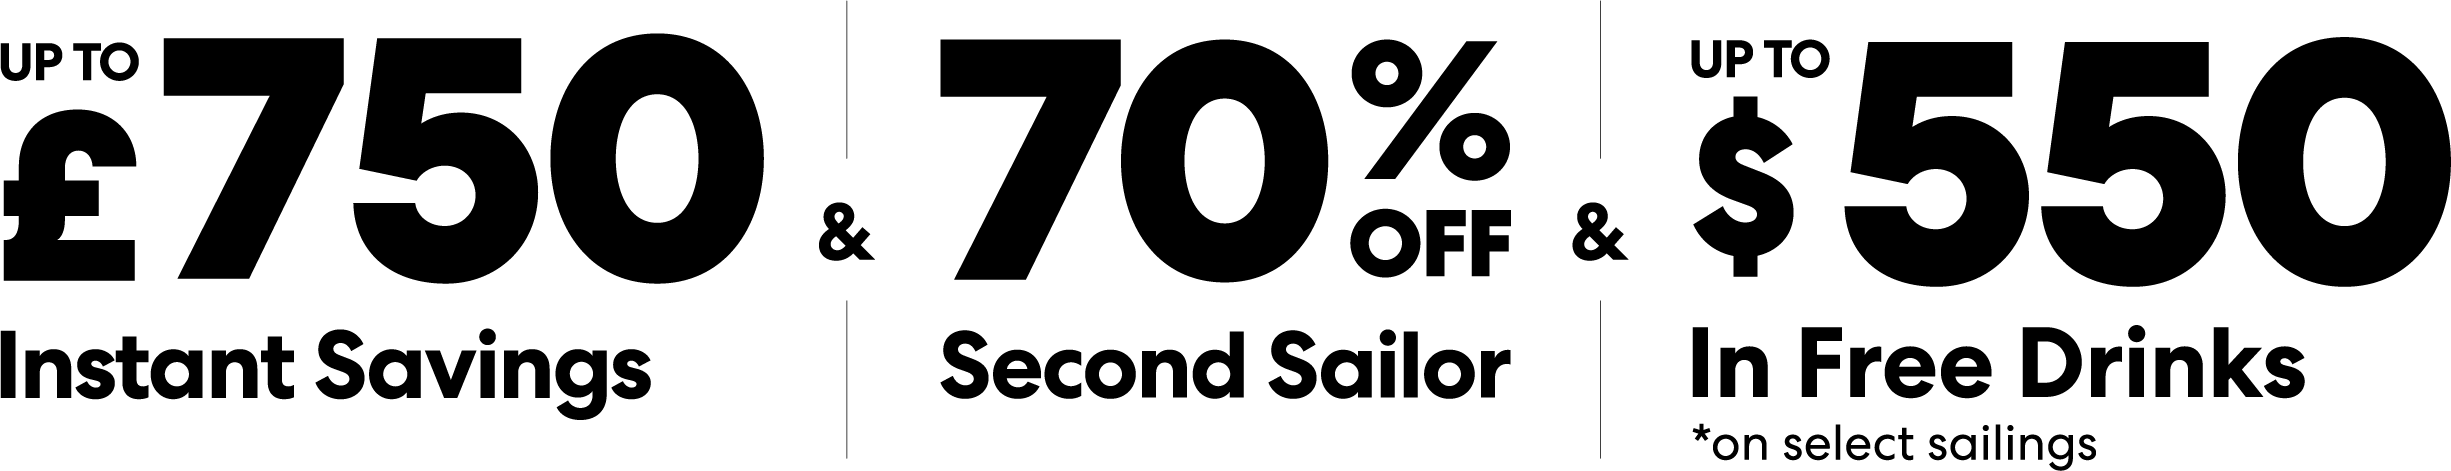 UP TO
£750
Instant Savings
&
70% OFF
Second Sailor
&
UP TO
$550
In Free Drinks
*on select sailings